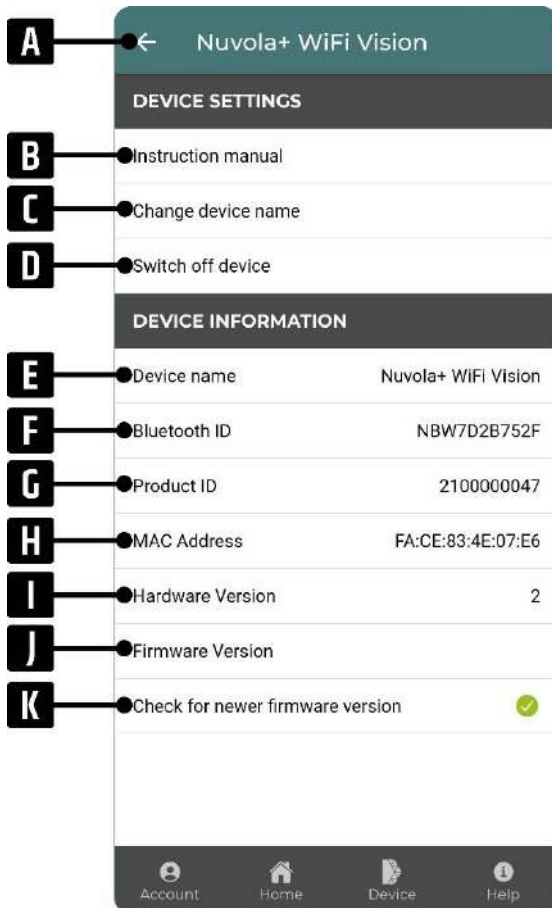 A Nuvola+ WiFi Vision
DEVICE SETTINGS
B Instruction manual
C Change device name
D Switch off device
DEVICE INFORMATION
E Device name Nuvola+ WiFi Vision
F Bluetooth ID NBW7D2B752F
G Product ID 2100000047
H MAC Address FA:CE:83:4E:07:E6
I Hardware Version 2
J Firmware Version
K Check for newer firmware version
Account Home Device Help